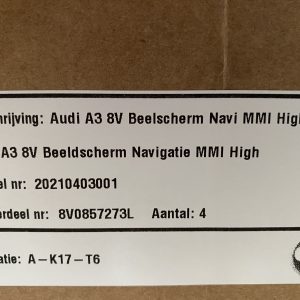 hrijving: Audi A3 8V Beelscherm Navi MMI High
A3 8V Beeldscherm Navigatie MMI High
el nr: 20210403001
erdeel nr: 8V0857273L Aantal: 4
atie: A-K17-T6